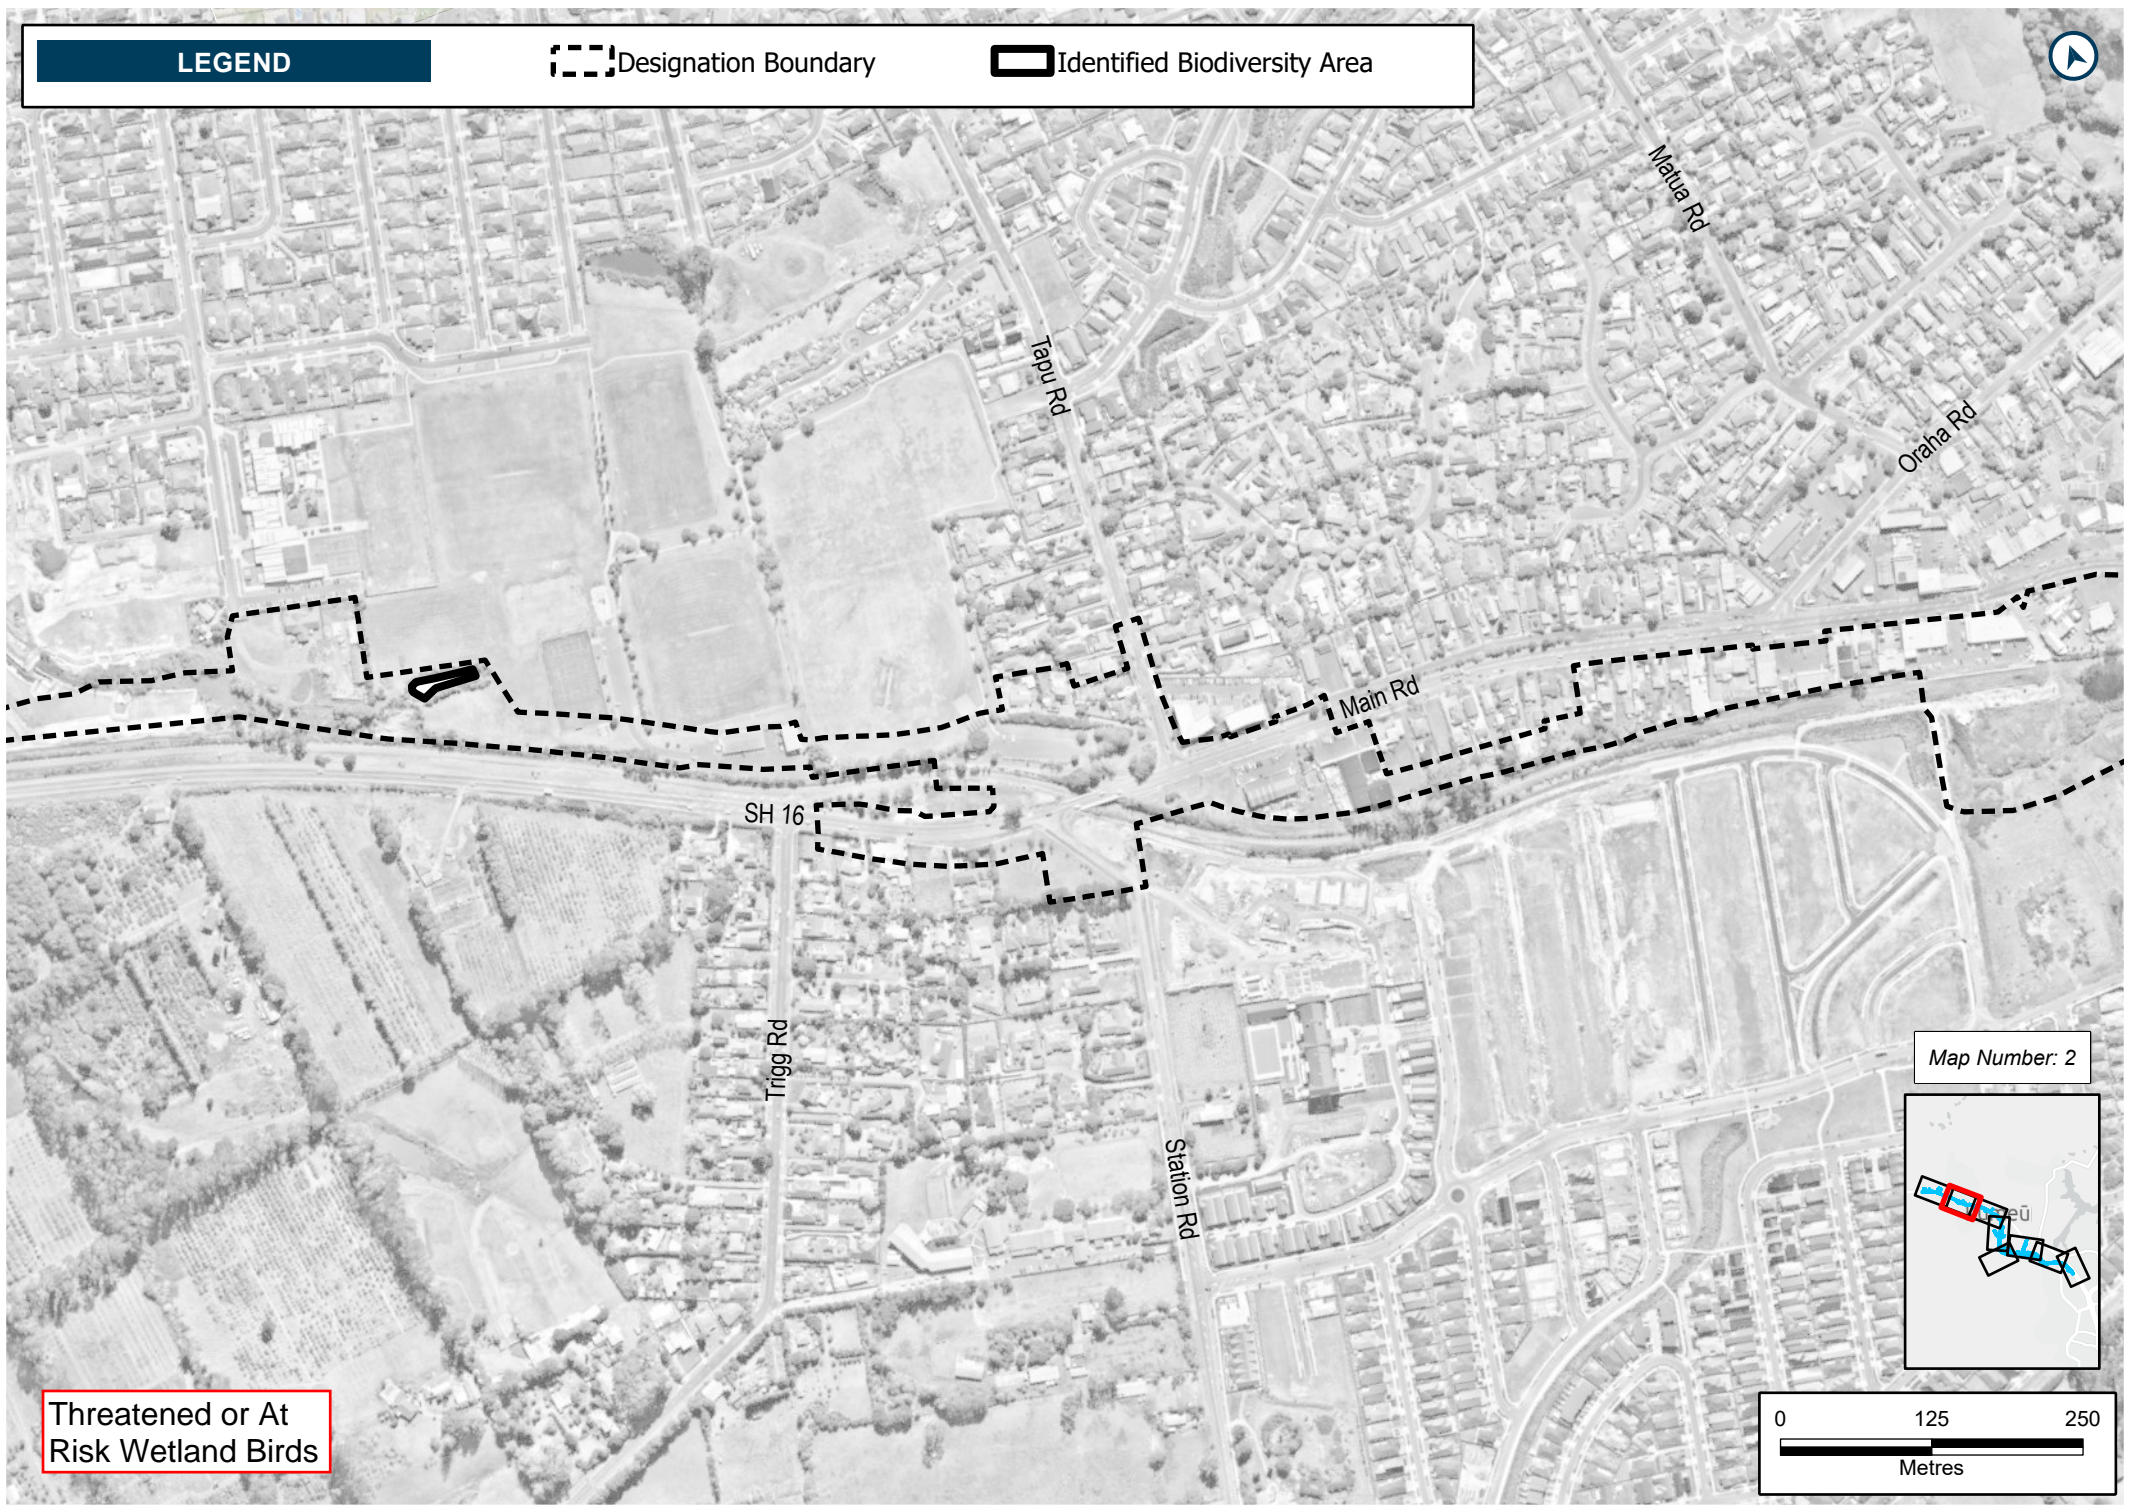 LEGEND
Designation Boundary
Identified Biodiversity Area
Matua Rd
Tapu Rd
Oraha Rd
Main Rd
SH 16
Trigg Rd
Station Rd
Map Number: 2
Threatened or At
Risk Wetland Birds
0 125 250
Metres